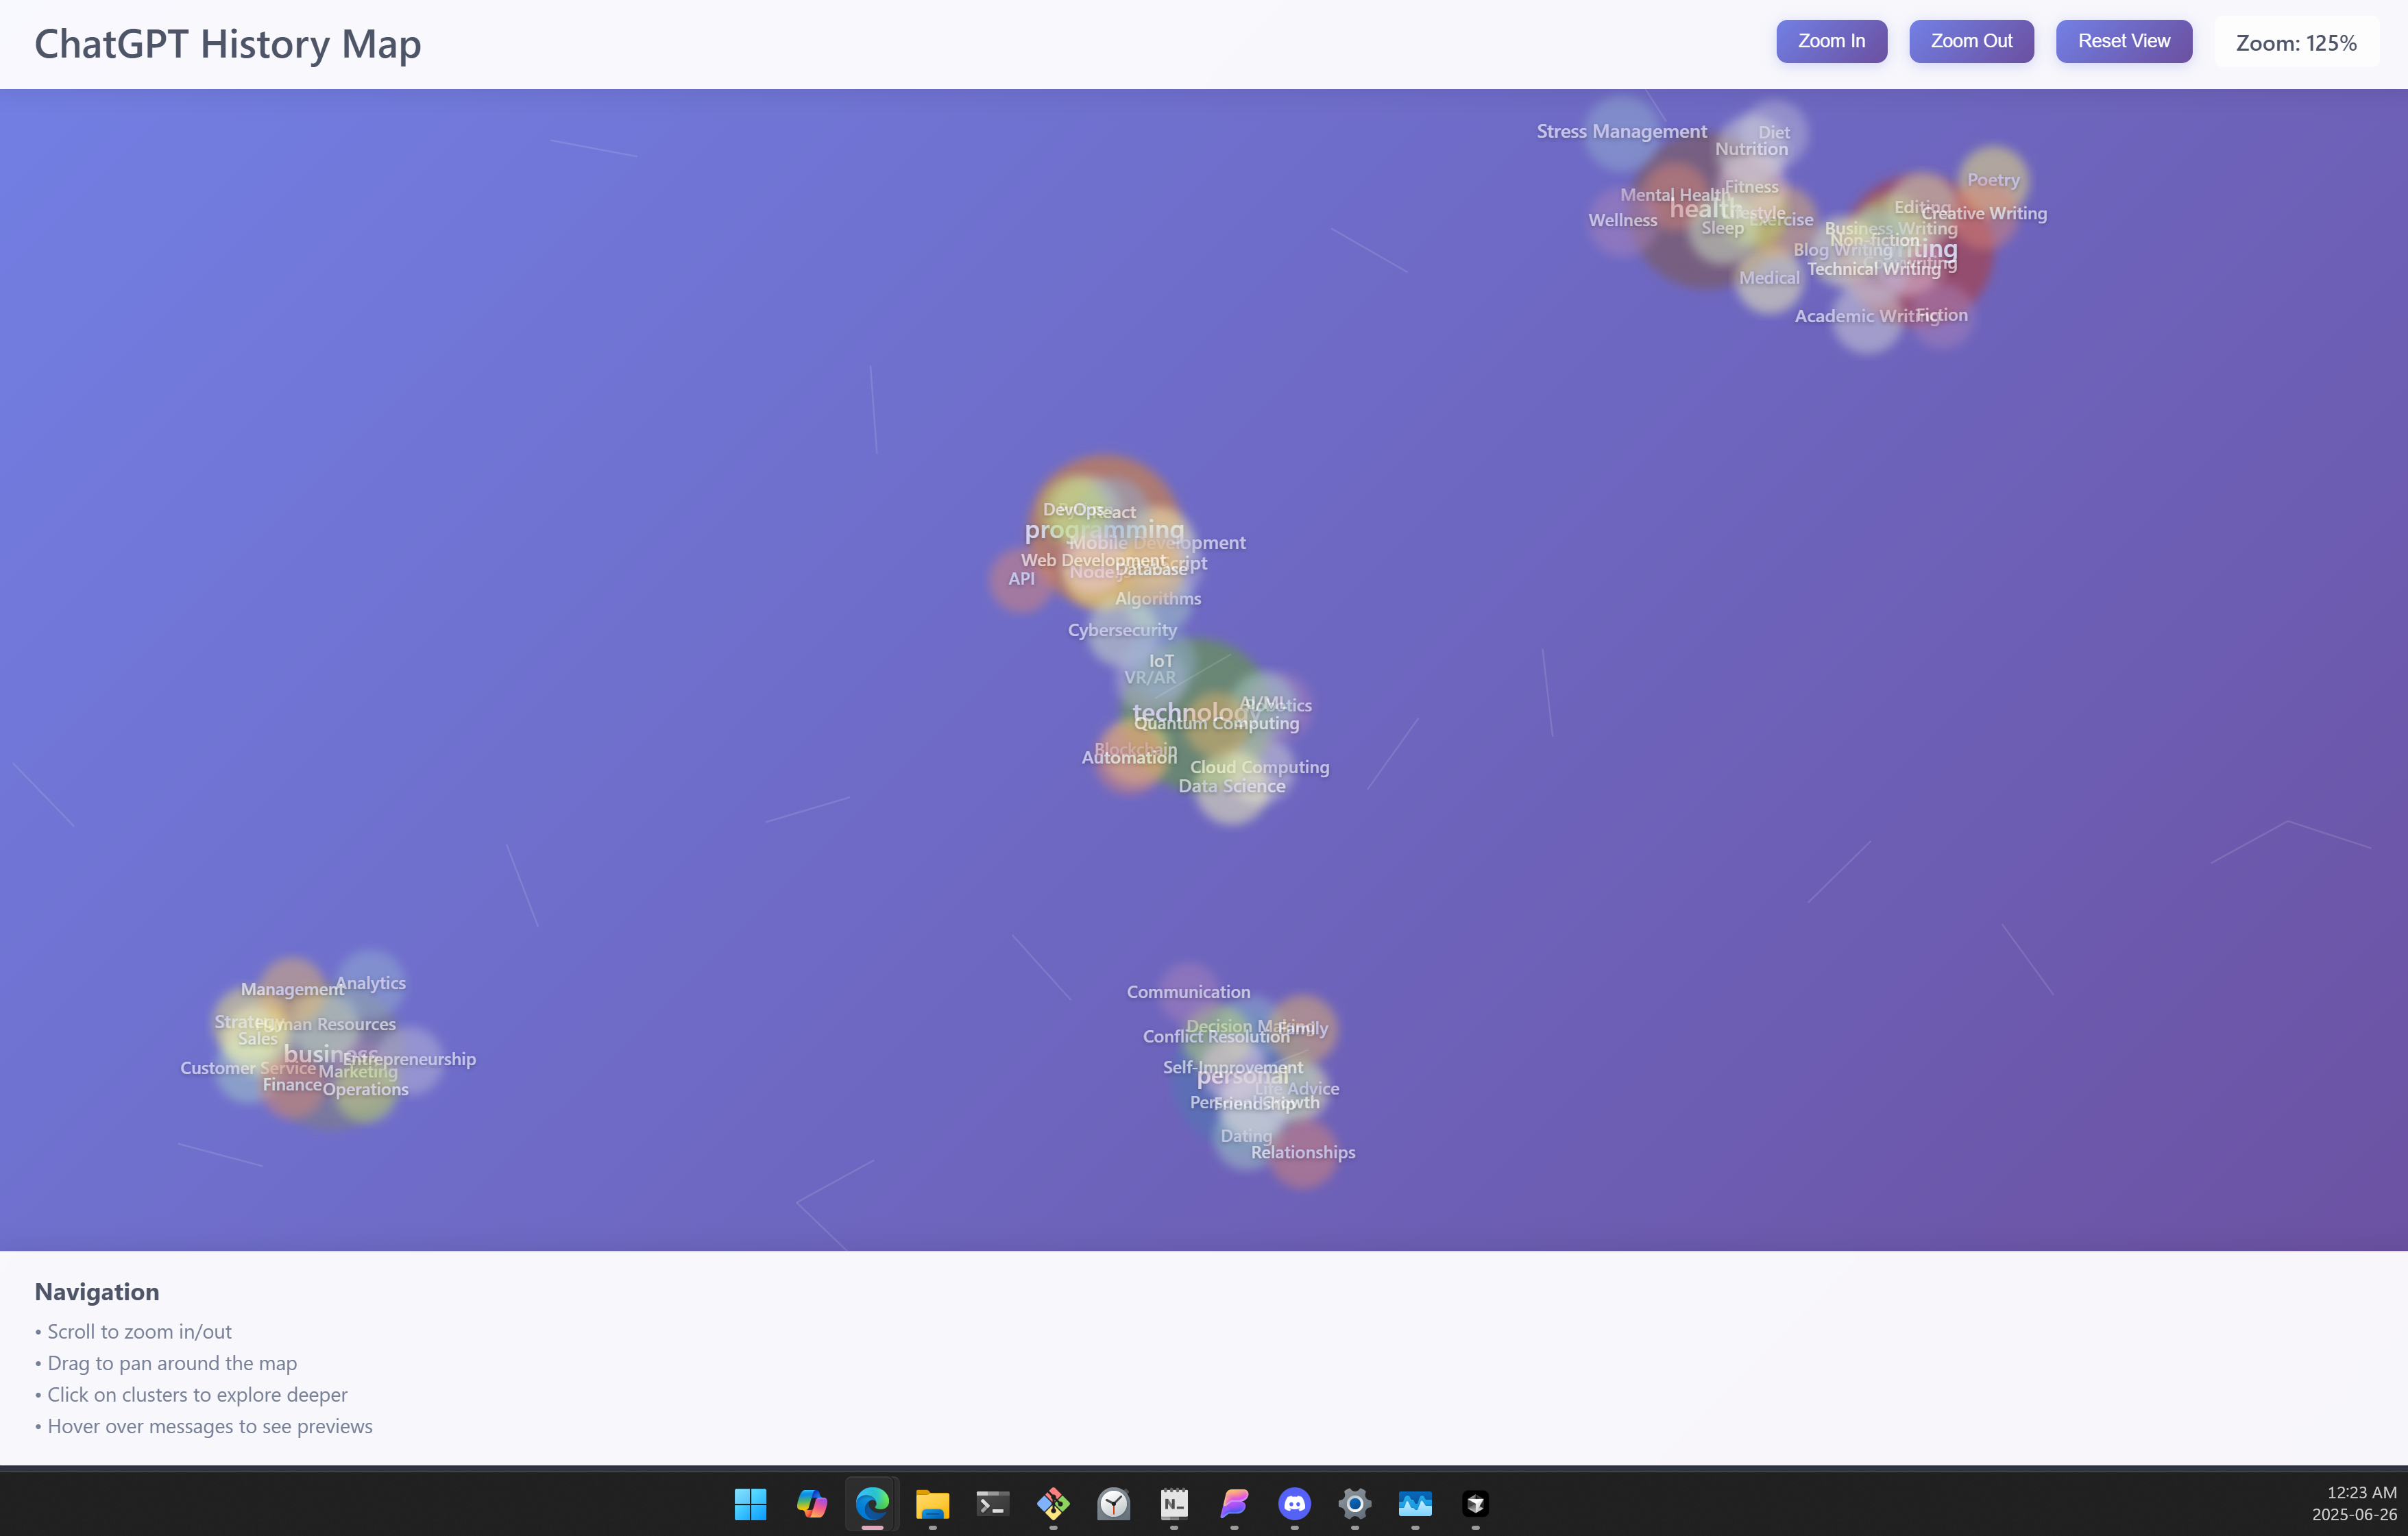 ChatGPT History Map
Zoom In
Zoom Out
Reset View
Zoom: 125%
Stress Management
Diet
Nutrition
Mental Health
Fitness
health
Exercise
Wellness
Sleep
Medical
Poetry
Editing
Creative Writing
Business Writing
Non-fiction
Blog Writing
Technical Writing
Academic Writing
Fiction
DevOps
React
programming
Mobile Development
Web Development
Database
API
Algorithms
Cybersecurity
IoT
VR/AR
AI/ML
technology
Quantum Computing
Blockchain
Automation
Cloud Computing
Data Science
Analytics
Management
Strategy
Human Resources
Sales
business
Entrepreneurship
Customer Service
Marketing
Finance
Operations
Communication
Decision Making
Family
Conflict Resolution
Self-Improvement
personal
Life Advice
Personal Growth
Friendship
Dating
Relationships
Navigation
• Scroll to zoom in/out
• Drag to pan around the map
• Click on clusters to explore deeper
• Hover over messages to see previews
12:23 AM
2025-06-26